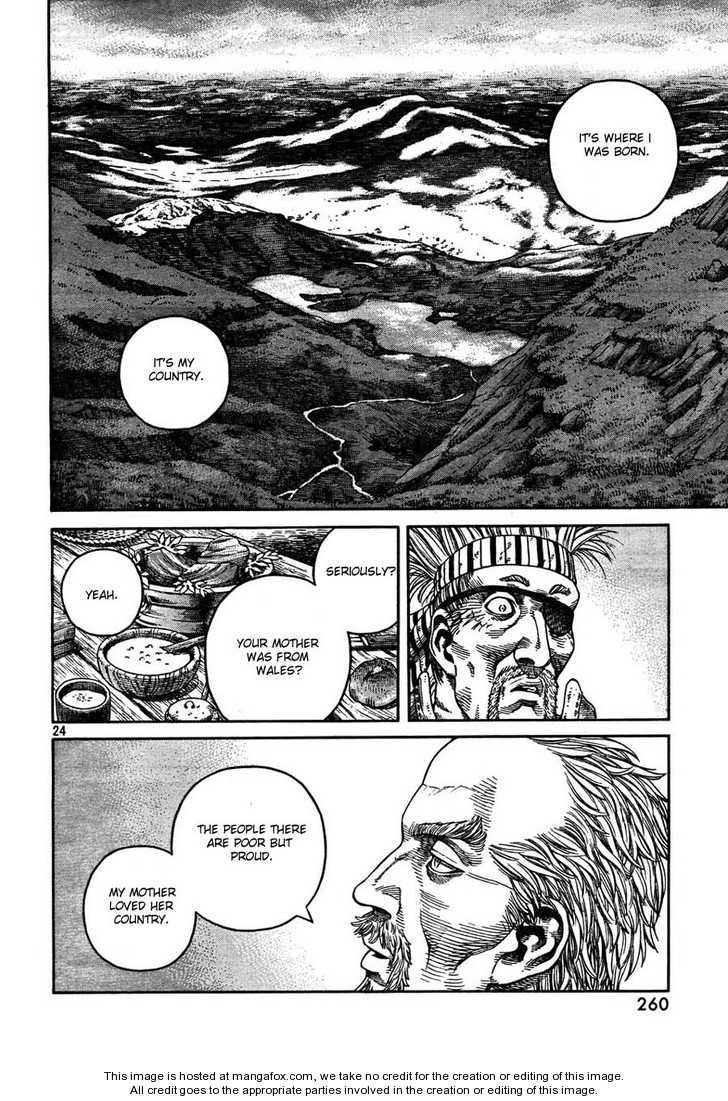 IT'S WHERE I
WAS BORN.
IT'S MY
COUNTRY.
SERIOUSLY?
YOUR MOTHER
WAS FROM
WALES?
YEAH.
24
THE PEOPLE THERE
ARE POOR BUT
PROUD.
MY MOTHER
LOVED HER
COUNTRY.
260
This image is hosted at mangafox.com, we take no credit for the creation or editing of this image.
All credit goes to the appropriate parties involved in the creation or editing of this image.